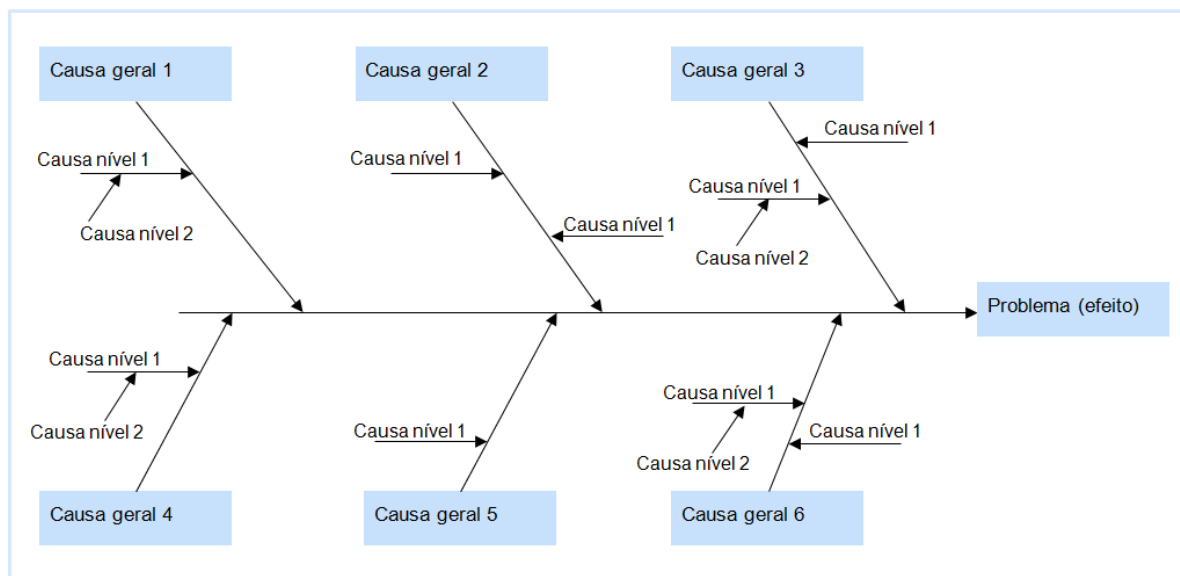 Causa geral 1
Causa geral 2
Causa geral 3
Causa nível 1
Causa nível 1
Causa nível 1
Causa nível 1
Causa nível 2
Causa nível 1
Causa nível 2
Problema (efeito)
Causa nível 1
Causa nível 1
Causa nível 2
Causa nível 1
Causa nível 1
Causa nível 2
Causa geral 4
Causa geral 5
Causa geral 6